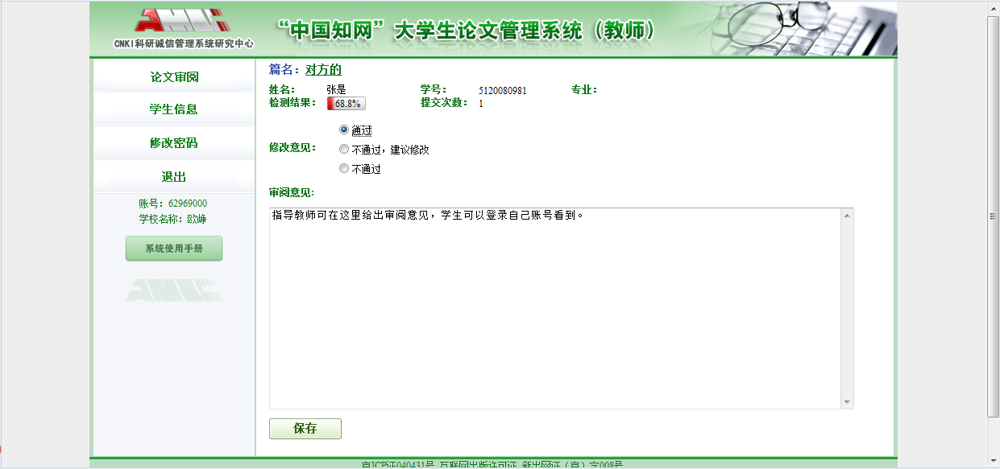 AMLC
CNKI科研诚信管理系统研究中心
“中国知网”大学生论文管理系统（教师）
论文审阅
学生信息
修改密码
退出
账号：62969000
学校名称：欧峥
系统使用手册
AMLC
篇名：对方的
姓名： 张是 学号： 5120080981 专业：
检测结果： 68.8% 提交次数： 1
修改意见：
通过
不通过，建议修改
不通过
审阅意见：
指导教师可在这里给出审阅意见，学生可以登录自己账号看到。
保存
京ICP证040431号 互联网出版许可证 新出网证（京）字008号